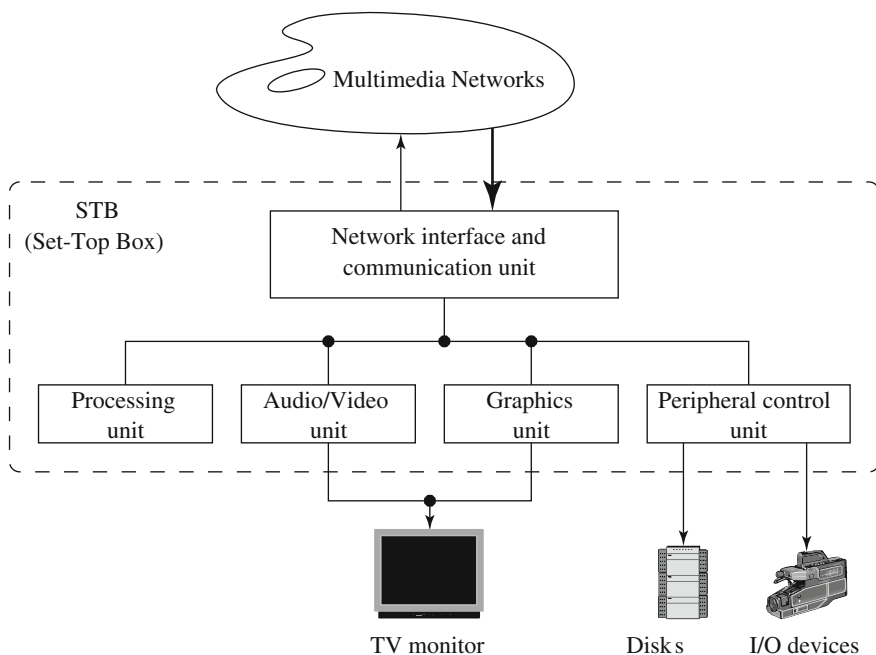 Multimedia Networks
STB
(Set-Top Box)
Network interface and
communication unit
Processing
unit
Audio/Video
unit
Graphics
unit
Peripheral control
unit
TV monitor
Disks
I/O devices